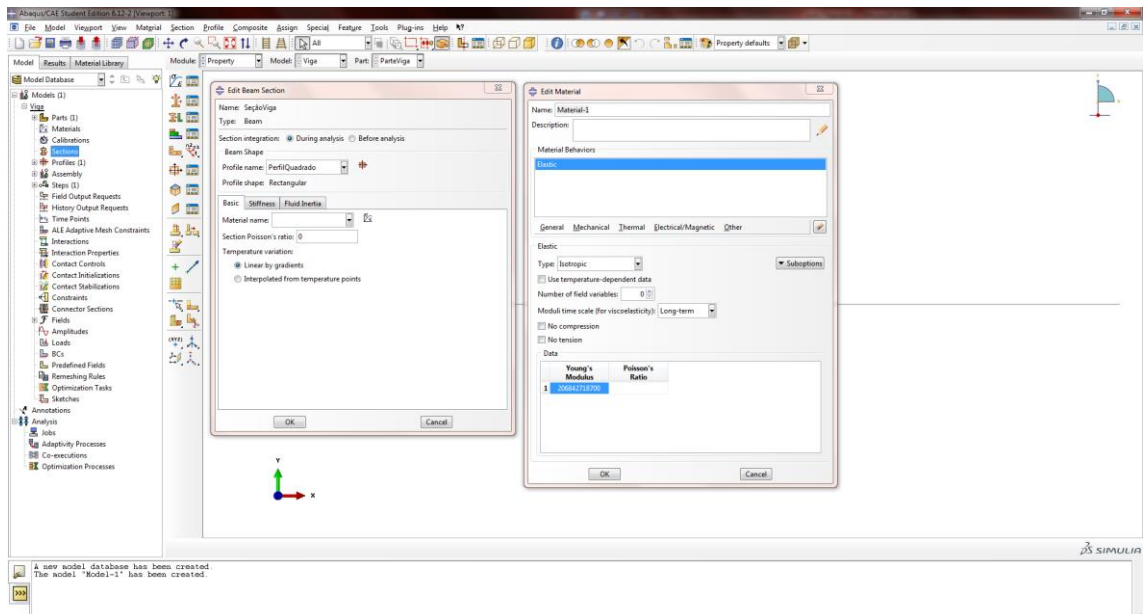 Abaqus/CAE Student Edition 6.12-2 [Viewport: 1]
File Model Viewport View Material Section Profile Composite Assign Special Feature Tools Plug-ins Help
All Property defaults
Model Results Material Library Module: Property Model: Viga Part: ParteViga
Model Database
Models (1)
Viga
Parts (1)
Materials
Calibrations
Sections
Profiles (1)
Assembly
Steps (1)
Field Output Requests
History Output Requests
Time Points
ALE Adaptive Mesh Constraints
Interactions
Interaction Properties
Contact Controls
Contact Initializations
Contact Stabilizations
Constraints
Connector Sections
Fields
Amplitudes
Loads
BCs
Predefined Fields
Remeshing Rules
Optimization Tasks
Sketches
Annotations
Analysis
Jobs
Adaptivity Processes
Co-executions
Optimization Processes
Edit Beam Section
Name: SeçãoViga
Type: Beam
Section integration: During analysis Before analysis
Beam Shape
Profile name: PerfilQuadrado
Profile shape: Rectangular
Basic Stiffness Fluid Inertia
Material name:
Section Poisson's ratio: 0
Temperature variation:
Linear by gradients
Interpolated from temperature points
OK Cancel
Edit Material
Name: Material-1
Description:
Material Behaviors
Elastic
General Mechanical Thermal Electrical/Magnetic Other
Elastic
Type: Isotropic
Suboptions
Use temperature-dependent data
Number of field variables: 0
Moduli time scale (for viscoelasticity): Long-term
No compression
No tension
Data
Young's Modulus
Poisson's Ratio
1 206842718700
OK Cancel
Y
X
SIMULIA
A new model database has been created.
The model "Model-1" has been created.
>>>